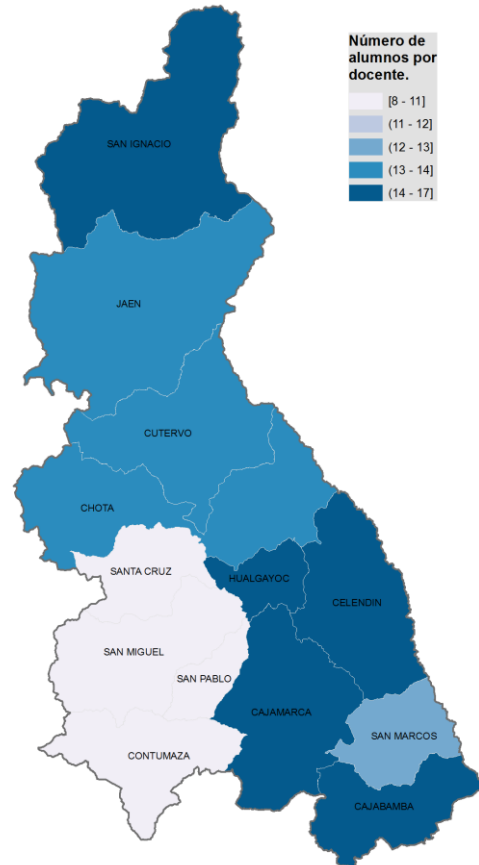 Número de
alumnos por
docente.
[8 - 11]
(11 - 12]
(12 - 13]
(13 - 14]
(14 - 17]
SAN IGNACIO
JAEN
CUTERVO
CHOTA
SANTA CRUZ
HUALGAYOC
CELENDIN
SAN MIGUEL
SAN PABLO
CAJAMARCA
SAN MARCOS
CONTUMAZA
CAJABAMBA